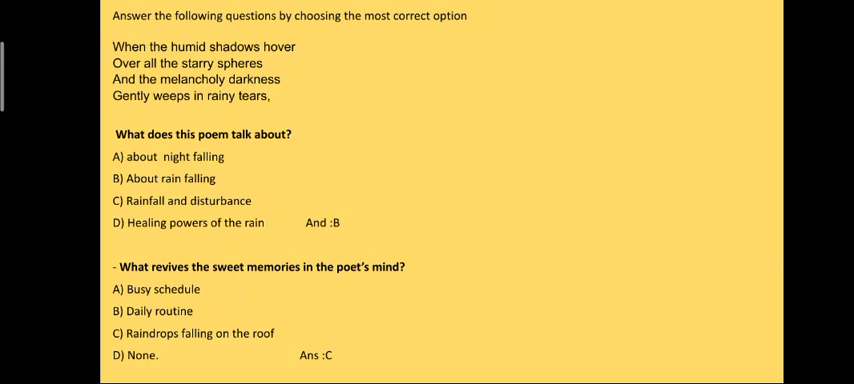 Answer the following questions by choosing the most correct option
When the humid shadows hover
Over all the starry spheres
And the melancholy darkness
Gently weeps in rainy tears,
What does this poem talk about?
A) about night falling
B) About rain falling
C) Rainfall and disturbance
D) Healing powers of the rain And :B
- What revives the sweet memories in the poet's mind?
A) Busy schedule
B) Daily routine
C) Raindrops falling on the roof
D) None. Ans :C